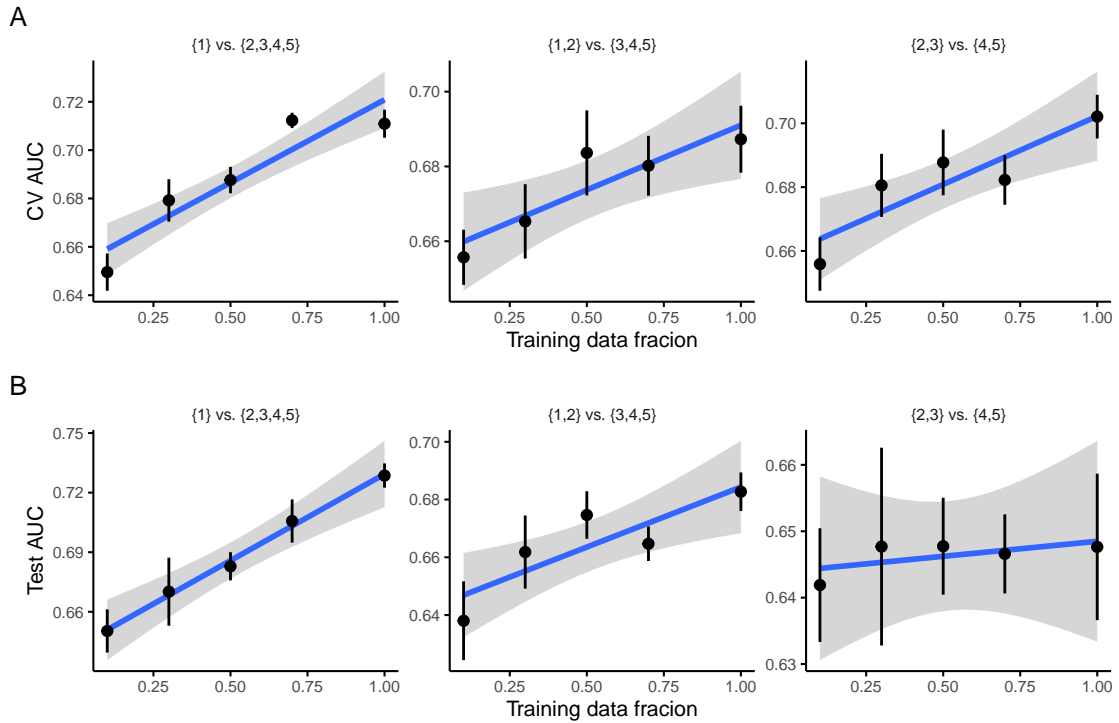 A
{1} vs. {2,3,4,5}
{1,2} vs. {3,4,5}
{2,3} vs. {4,5}
CV AUC
0.72
0.70
0.68
0.66
0.64
0.70
0.68
0.66
0.70
0.68
0.66
0.25 0.50 0.75 1.00
0.25 0.50 0.75 1.00
0.25 0.50 0.75 1.00
Training data fracion
B
{1} vs. {2,3,4,5}
{1,2} vs. {3,4,5}
{2,3} vs. {4,5}
Test AUC
0.75
0.72
0.69
0.66
0.70
0.68
0.66
0.64
0.66
0.65
0.64
0.63
0.25 0.50 0.75 1.00
0.25 0.50 0.75 1.00
0.25 0.50 0.75 1.00
Training data fracion